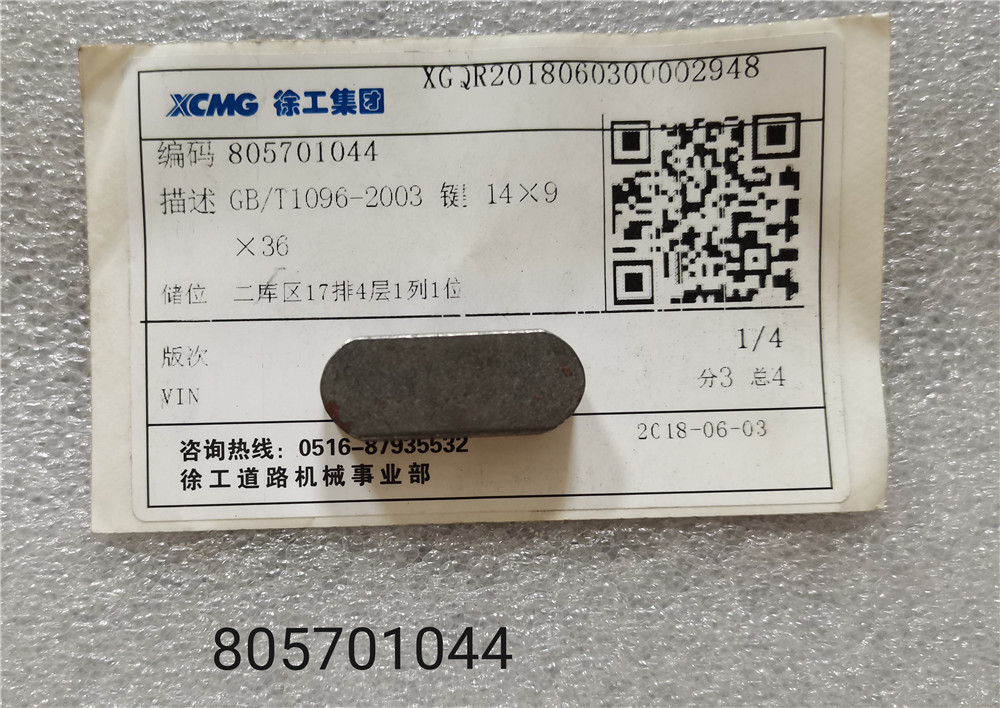 XGQR2018060300002948
XCMG 徐工集团
编码 805701044
描述 GB/T1096-2003 键 14×9
×36
储位 二库区17排4层1列1位
版次 1/4
VIN 分3 总4
咨询热线：0516-87935532 2018-06-03
徐工道路机械事业部
805701044